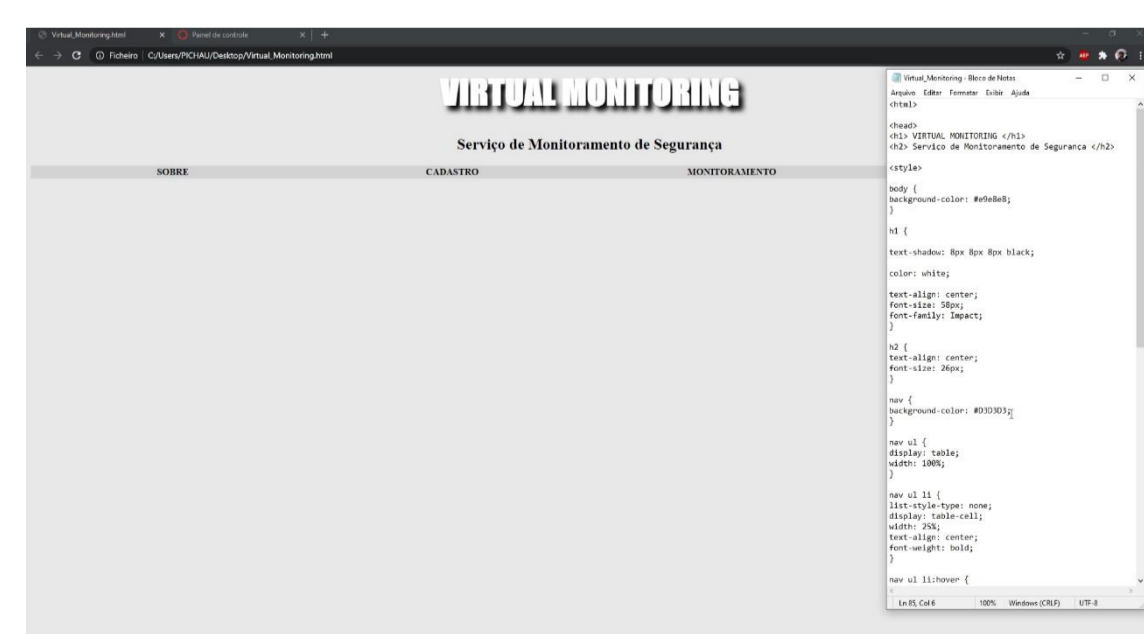 Virtual_Monitoring.html
Painel de controle
Ficheiro C:/Users/PICHAU/Desktop/Virtual_Monitoring.html
ABP
VIRTUAL MONITORING
Serviço de Monitoramento de Segurança
SOBRE CADASTRO MONITORAMENTO
Virtual_Monitoring - Bloco de Notas
Arquivo Editar Formatar Exibir Ajuda
<html>
<head>
<h1> VIRTUAL MONITORING </h1>
<h2> Serviço de Monitoramento de Segurança </h2>
<style>
body {
background-color: #e9e8e8;
}
h1 {
text-shadow: 8px 8px 8px black;
color: white;
text-align: center;
font-size: 58px;
font-family: Impact;
}
h2 {
text-align: center;
font-size: 26px;
}
nav {
background-color: #D3D3D3;
}
nav ul {
display: table;
width: 100%;
}
nav ul li {
list-style-type: none;
display: table-cell;
width: 25%;
text-align: center;
font-weight: bold;
}
nav ul li:hover {
Ln 85, Col 6 100% Windows (CRLF) UTF-8